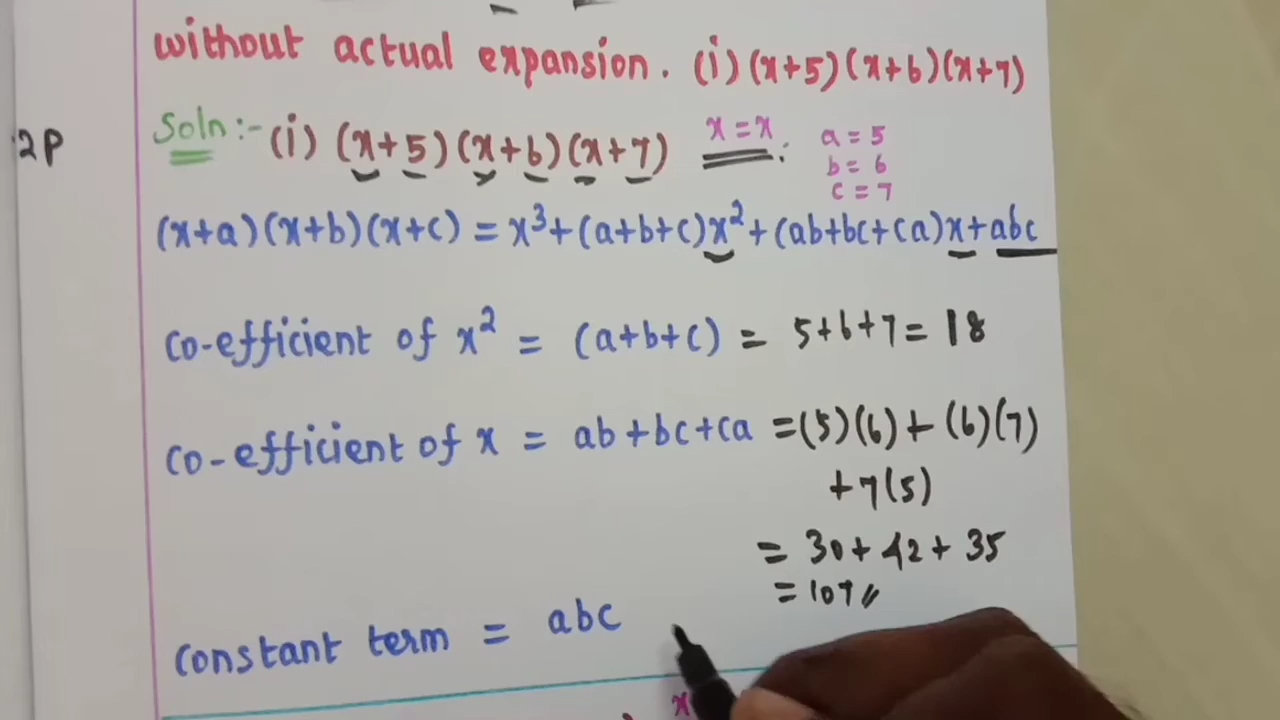 without actual expansion. (i) (x+5)(x+6)(x+7)
2P
Soln:- (i) (x+5)(x+6)(x+7) x = x : a = 5
b = 6
c = 7
(x+a)(x+b)(x+c) = x³+(a+b+c)x²+(ab+bc+ca)x+abc
co-efficient of x² = (a+b+c) = 5+6+7 = 18
co-efficient of x = ab+bc+ca =(5)(6)+(6)(7)
+7(5)
= 30+42+35
= 107//
constant term = abc
x